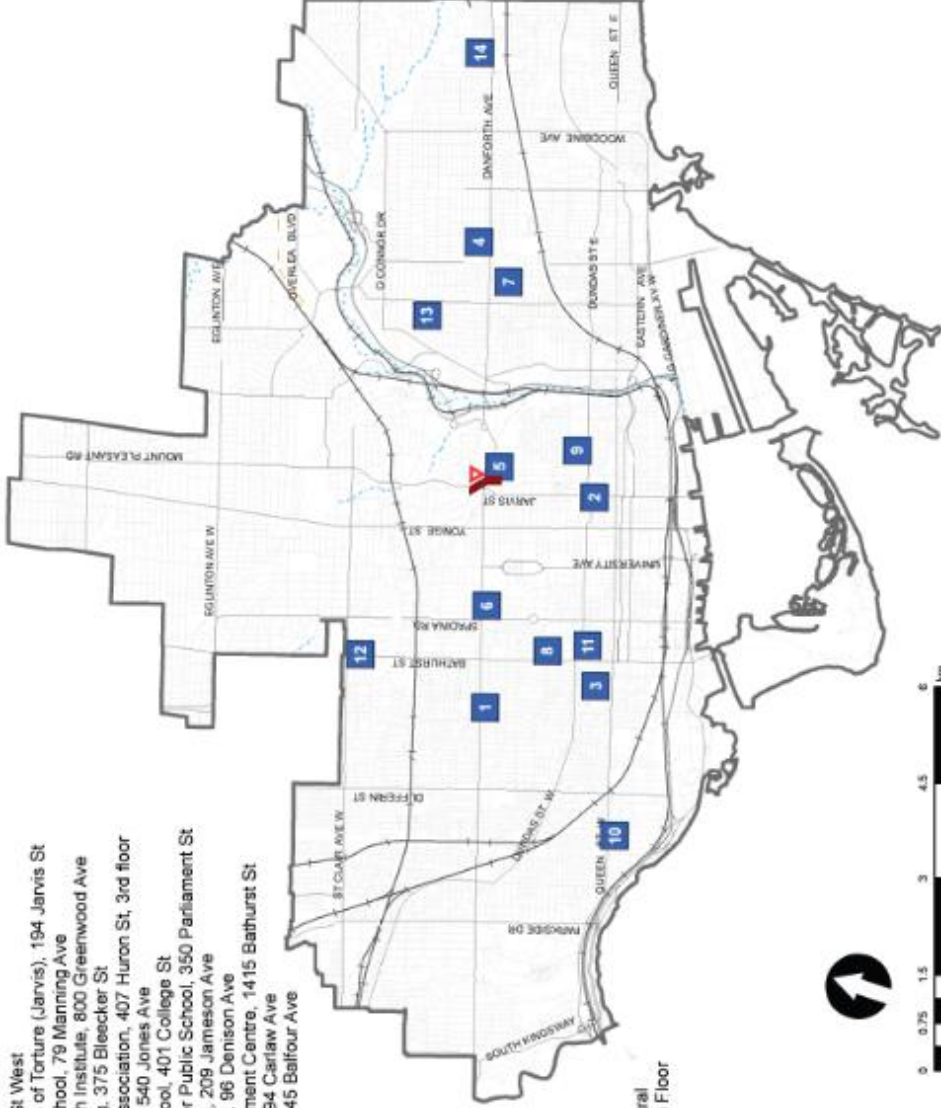 St West
of Torture (Jarvis), 194 Jarvis St
hool, 79 Manning Ave
n Institute, 800 Greenwood Ave
, 375 Bleecker St
ssociation, 407 Huron St, 3rd floor
540 Jones Ave
ool, 401 College St
r Public School, 350 Parliament St
, 209 Jameson Ave
, 96 Denison Ave
ment Centre, 1415 Bathurst St
94 Carlaw Ave
45 Balfour Ave
MOUNT PLEASANT RD
EGLINTON AVE W
EGLINTON AVE
OVERLEA BLVD
O CONNOR DR
ST CLAIR AVE W
12
BATHURST ST
SPADINA RD
YONGE ST
JARVIS ST
DUFFERIN ST
13
4
14
DANFORTH AVE
7
5
6
1
WOODBINE AVE
9
2
8
11
3
UNIVERSITY AVE
DUNDAS ST W
DUNDAS ST E
QUEEN ST E
EASTERN AVE
F G GARDINER XY W
10
PARKSIDE DR
SOUTH KINGSWAY
ral
Floor
0 0.75 1.5 3 4.5 6
km